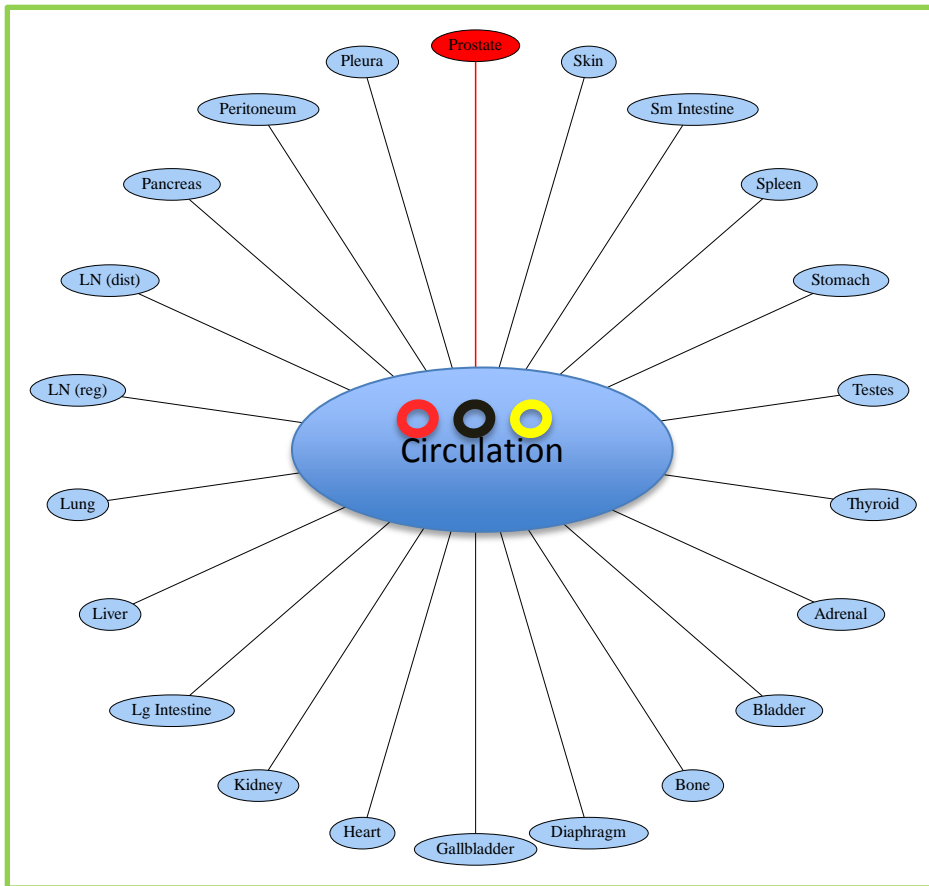 Prostate
Pleura
Skin
Peritoneum
Sm Intestine
Pancreas
Spleen
LN (dist)
Stomach
LN (reg)
Testes
Circulation
Lung
Thyroid
Liver
Adrenal
Lg Intestine
Bladder
Kidney
Bone
Heart
Diaphragm
Gallbladder